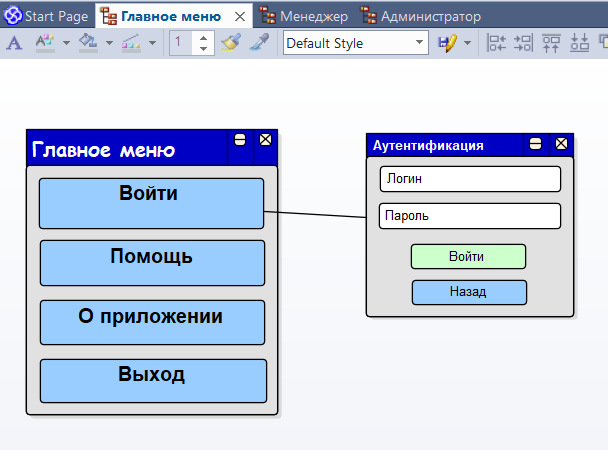 Start Page
Главное меню
Менеджер
Администратор
1
Default Style
Главное меню
Войти
Помощь
О приложении
Выход
Аутентификация
Логин
Пароль
Войти
Назад